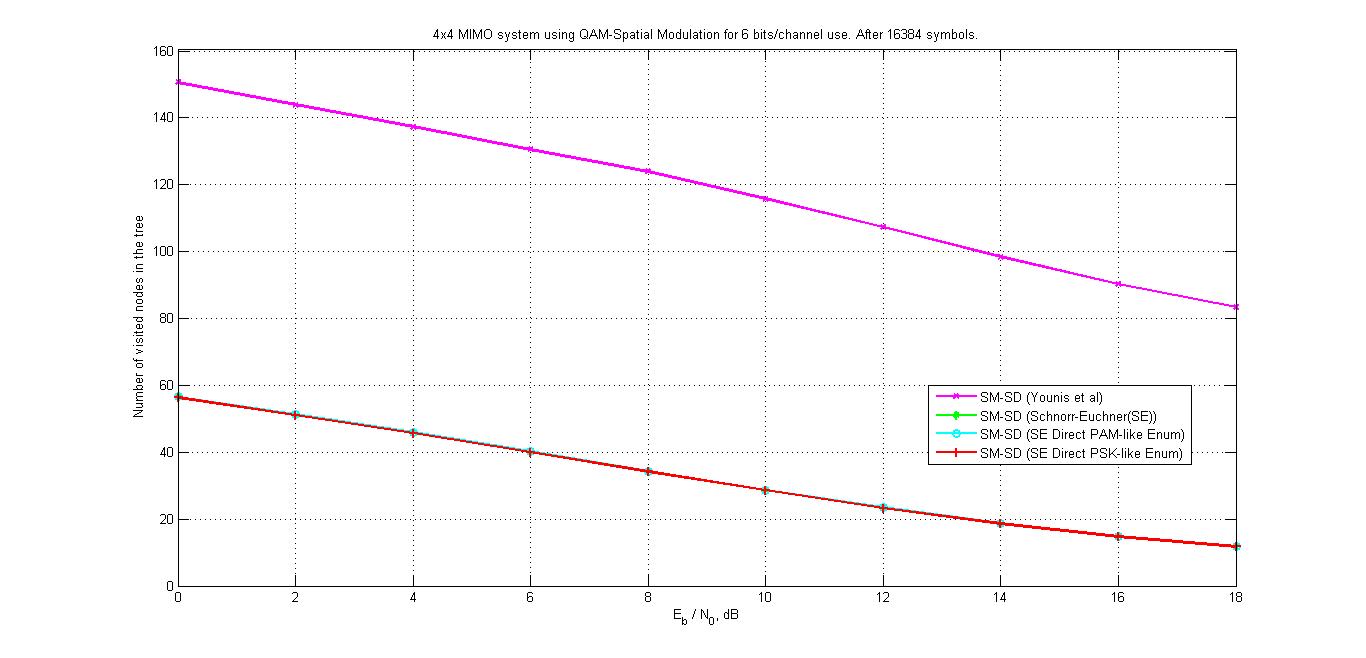 4x4 MIMO system using QAM-Spatial Modulation for 6 bits/channel use. After 16384 symbols.
160
140
120
100
80
60
40
20
0
Number of visited nodes in the tree
SM-SD (Younis et al)
SM-SD (Schnorr-Euchner(SE))
SM-SD (SE Direct PAM-like Enum)
SM-SD (SE Direct PSK-like Enum)
0 2 4 6 8 10 12 14 16 18
E_b / N_0, dB